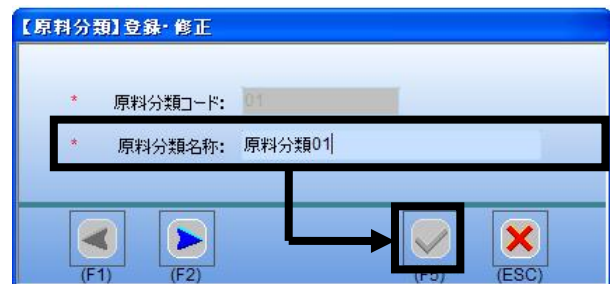 【原料分類】登録・修正
* 原料分類コード: 01
* 原料分類名称: 原料分類01
(F1) (F2) (F5) (ESC)